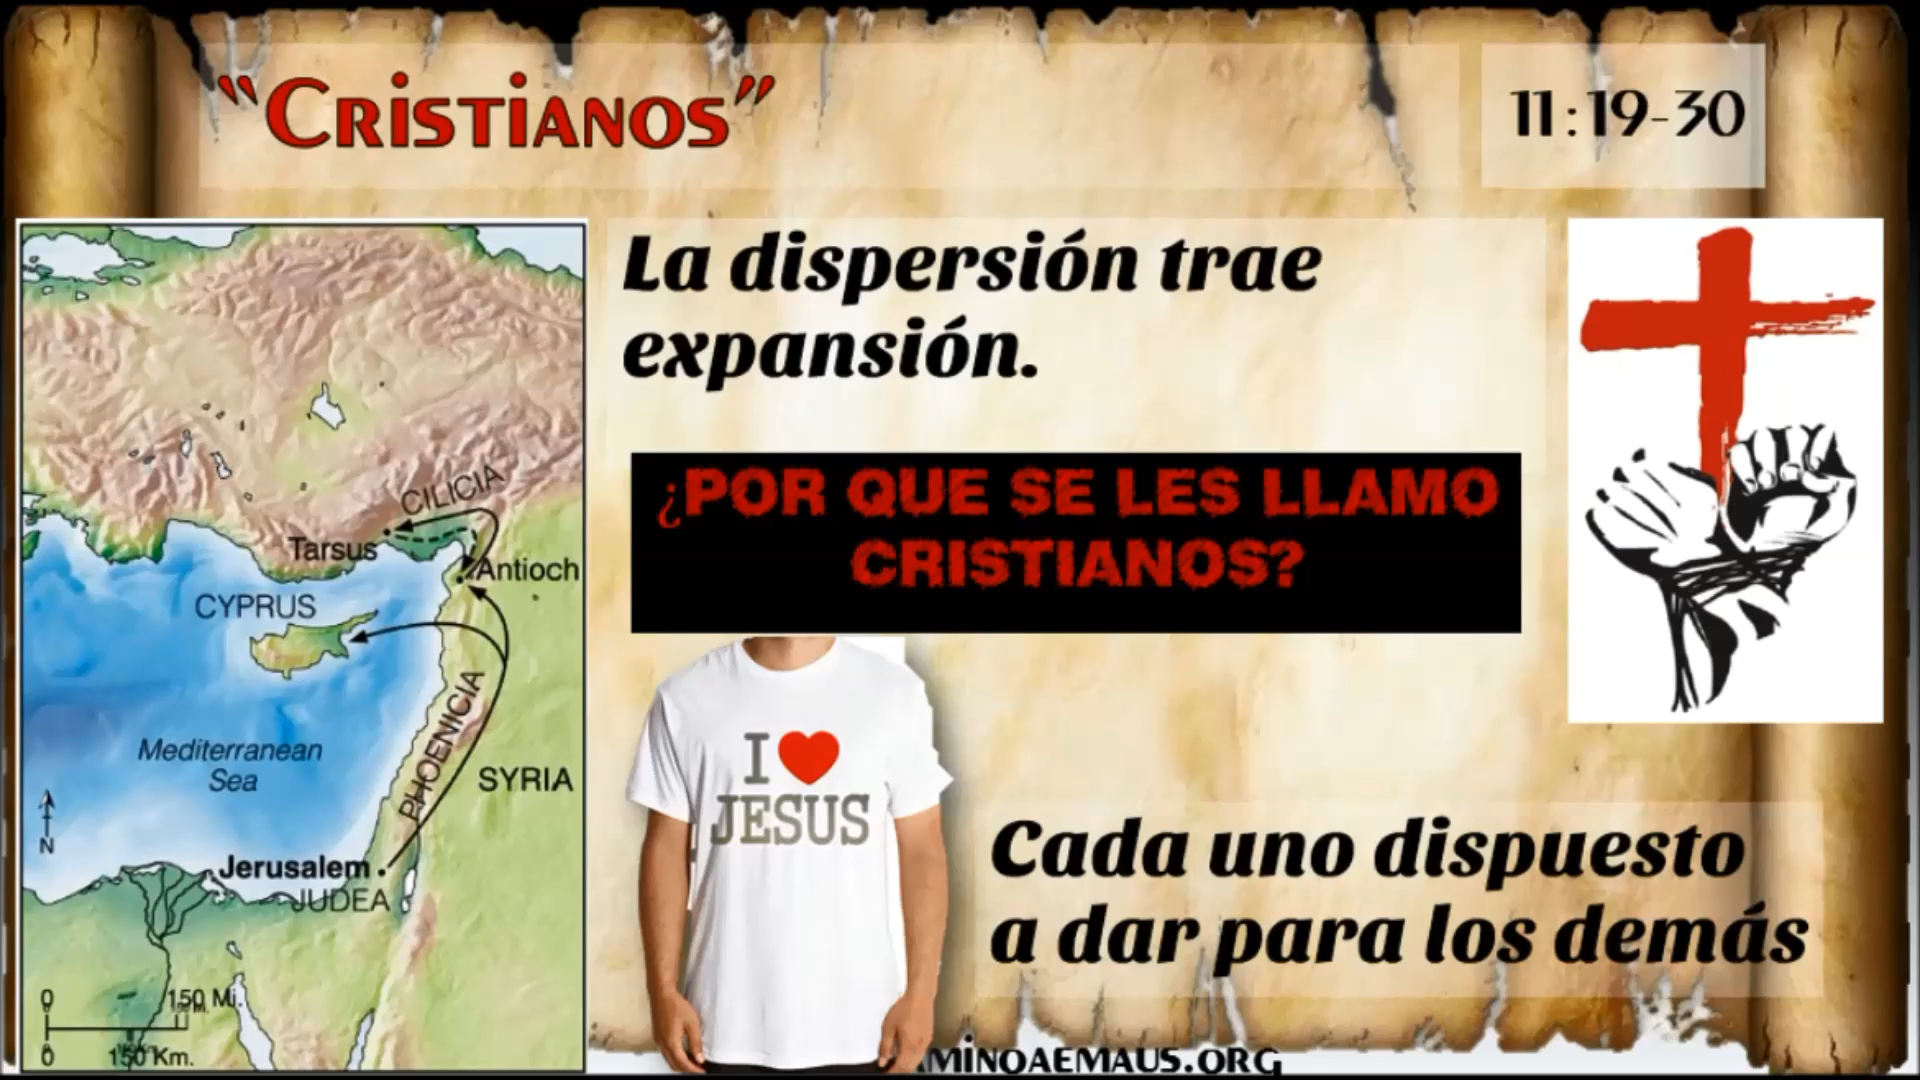 “Cristianos”
11:19-30
La dispersión trae
expansión.
¿POR QUE SE LES LLAMO
CRISTIANOS?
CILICIA
Tarsus
Antioch
CYPRUS
PHOENICIA
Mediterranean
Sea
SYRIA
N
Jerusalem
JUDEA
0 150 Mi.
0 150 Km.
I
JESUS
Cada uno dispuesto
a dar para los demás
MINOAEMAUS.ORG